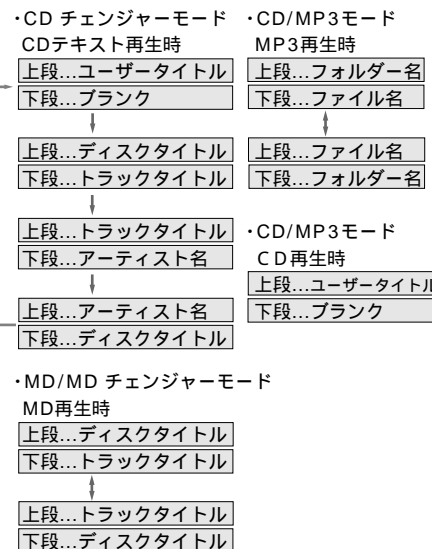 ・CD チェンジャーモード
CDテキスト再生時
上段...ユーザータイトル
下段...ブランク
上段...ディスクタイトル
下段...トラックタイトル
上段...トラックタイトル
下段...アーティスト名
上段...アーティスト名
下段...ディスクタイトル
・CD/MP3モード
MP3再生時
上段...フォルダー名
下段...ファイル名
上段...ファイル名
下段...フォルダー名
・CD/MP3モード
CD再生時
上段...ユーザータイトル
下段...ブランク
・MD/MD チェンジャーモード
MD再生時
上段...ディスクタイトル
下段...トラックタイトル
上段...トラックタイトル
下段...ディスクタイトル